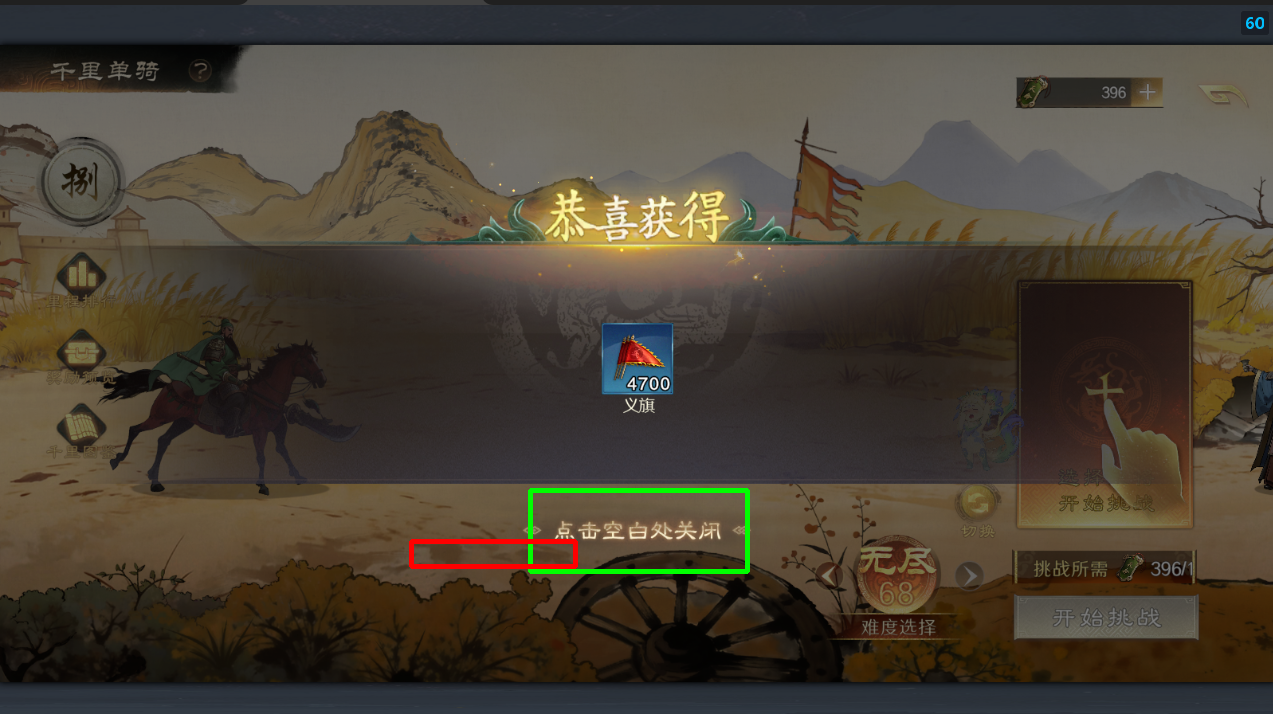 60
千里单骑 ?
396
捌
恭喜获得
4700
义旗
开始挑战
点击空白处关闭
切换
无尽
68
难度选择
挑战所需 396/1
开始挑战